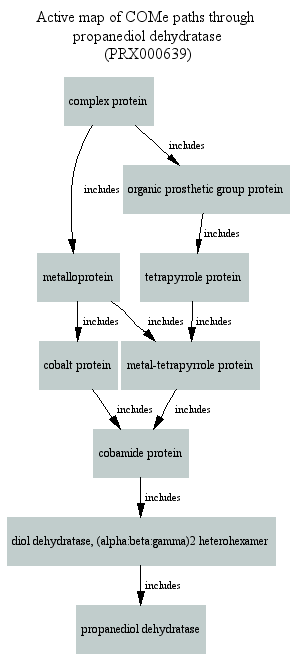 Active map of COMe paths through
propanediol dehydratase
(PRX000639)
complex protein
includes
organic prosthetic group protein
includes
includes
metalloprotein
tetrapyrrole protein
includes
includes
includes
cobalt protein
metal-tetrapyrrole protein
includes
includes
cobamide protein
includes
diol dehydratase, (alpha:beta:gamma)2 heterohexamer
includes
propanediol dehydratase